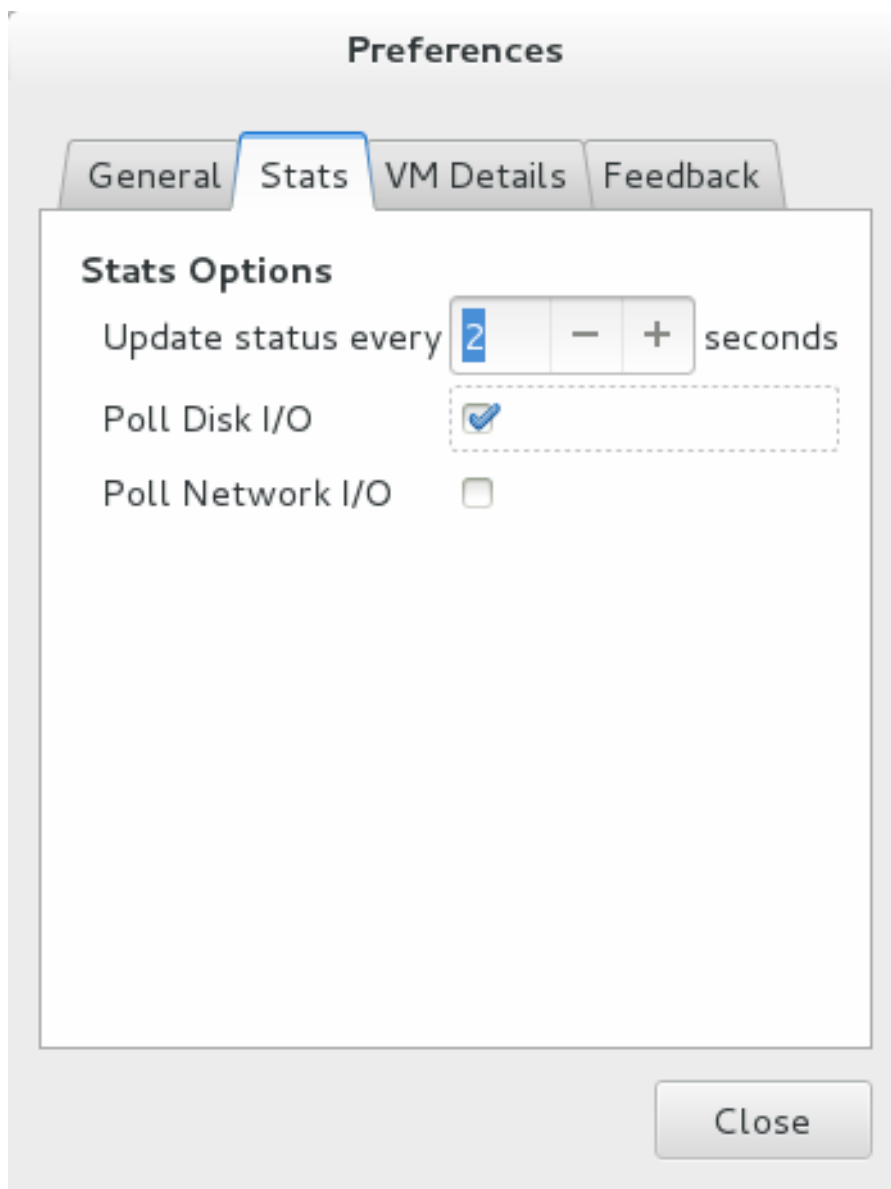 Preferences
General Stats VM Details Feedback
Stats Options
Update status every 2 − + seconds
Poll Disk I/O
Poll Network I/O
Close